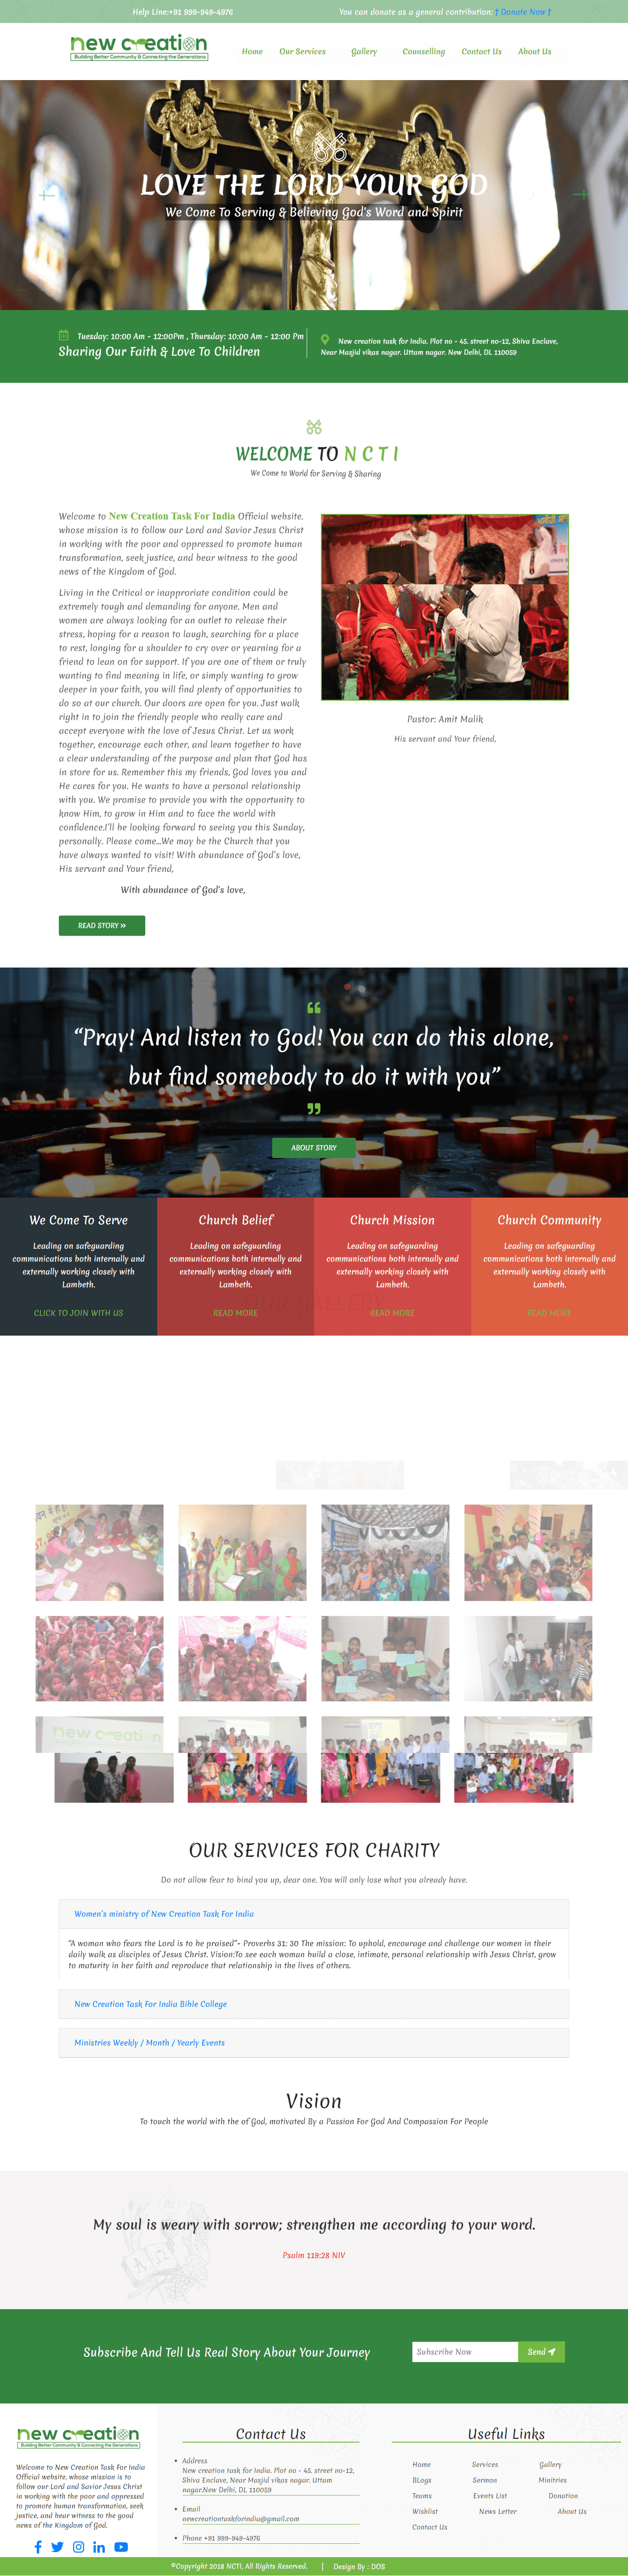 Help Line:+91 999-949-4976
You can donate as a general contribution: † Donate Now †
new creation
Building Better Community & Connecting the Generations
Home Our Services Gallery Counselling Contact Us About Us
LOVE THE LORD YOUR GOD
We Come To Serving & Believing God's Word and Spirit
Tuesday: 10:00 Am - 12:00Pm , Thursday: 10:00 Am - 12:00 Pm
Sharing Our Faith & Love To Children
New creation task for India. Plot no - 45. street no-12, Shiva Enclave,
Near Masjid vikas nagar. Uttam nagar. New Delhi, DL 110059
WELCOME TO N C T I
We Come to World for Serving & Sharing
Welcome to New Creation Task For India Official website.
whose mission is to follow our Lord and Savior Jesus Christ
in working with the poor and oppressed to promote human
transformation, seek justice, and bear witness to the good
news of the Kingdom of God.
Living in the Critical or inapproriate condition could be
extremely tough and demanding for anyone. Men and
women are always looking for an outlet to release their
stress, hoping for a reason to laugh, searching for a place
to rest, longing for a shoulder to cry over or yearning for a
friend to lean on for support. If you are one of them or truly
wanting to find meaning in life, or simply wanting to grow
deeper in your faith, you will find plenty of opportunities to
do so at our church. Our doors are open for you. Just walk
right in to join the friendly people who really care and
accept everyone with the love of Jesus Christ. Let us work
together, encourage each other, and learn together to have
a clear understanding of the purpose and plan that God has
in store for us. Remember this my friends, God loves you and
He cares for you. He wants to have a personal relationship
with you. We promise to provide you with the opportunity to
know Him, to grow in Him and to face the world with
confidence.I'll be looking forward to seeing you this Sunday,
personally. Please come...We may be the Church that you
have always wanted to visit! With abundance of God's love,
His servant and Your friend,
With abundance of God's love,
READ STORY »
Pastor: Amit Malik
His servant and Your friend,
“Pray! And listen to God! You can do this alone,
but find somebody to do it with you”
ABOUT STORY
We Come To Serve
Leading on safeguarding
communications both internally and
externally working closely with
Lambeth.
CLICK TO JOIN WITH US
Church Belief
Leading on safeguarding
communications both internally and
externally working closely with
Lambeth.
READ MORE
Church Mission
Leading on safeguarding
communications both internally and
externally working closely with
Lambeth.
READ MORE
Church Community
Leading on safeguarding
communications both internally and
externally working closely with
Lambeth.
READ MORE
OUR GALLERY
new creation
OUR SERVICES FOR CHARITY
Do not allow fear to bind you up, dear one. You will only lose what you already have.
Women's ministry of New Creation Task For India
“A woman who fears the Lord is to be praised”- Proverbs 31: 30 The mission: To uphold, encourage and challenge our women in their
daily walk as disciples of Jesus Christ. Vision:To see each woman build a close, intimate, personal relationship with Jesus Christ, grow
to maturity in her faith and reproduce that relationship in the lives of others.
New Creation Task For India Bible College
Ministries Weekly / Month / Yearly Events
Vision
To touch the world with the of God, motivated By a Passion For God And Compassion For People
My soul is weary with sorrow; strengthen me according to your word.
Psalm 119:28 NIV
Subscribe And Tell Us Real Story About Your Journey
Subscribe Now
Send
new creation
Building Better Community & Connecting the Generations
Welcome to New Creation Task For India
Official website. whose mission is to
follow our Lord and Savior Jesus Christ
in working with the poor and oppressed
to promote human transformation, seek
justice, and bear witness to the good
news of the Kingdom of God.
Contact Us
Address
New creation task for India. Plot no - 45. street no-12,
Shiva Enclave, Near Masjid vikas nagar. Uttam
nagar.New Delhi, DL 110059
Email
newcreationtaskforindia@gmail.com
Phone +91 999-949-4976
Useful Links
Home Services Gallery
BLogs Sermon Minitries
Teams Events List Donation
Wishlist News Letter About Us
Contact Us
©Copyright 2018 NCTI, All Rights Reserved. | Design By : DOS